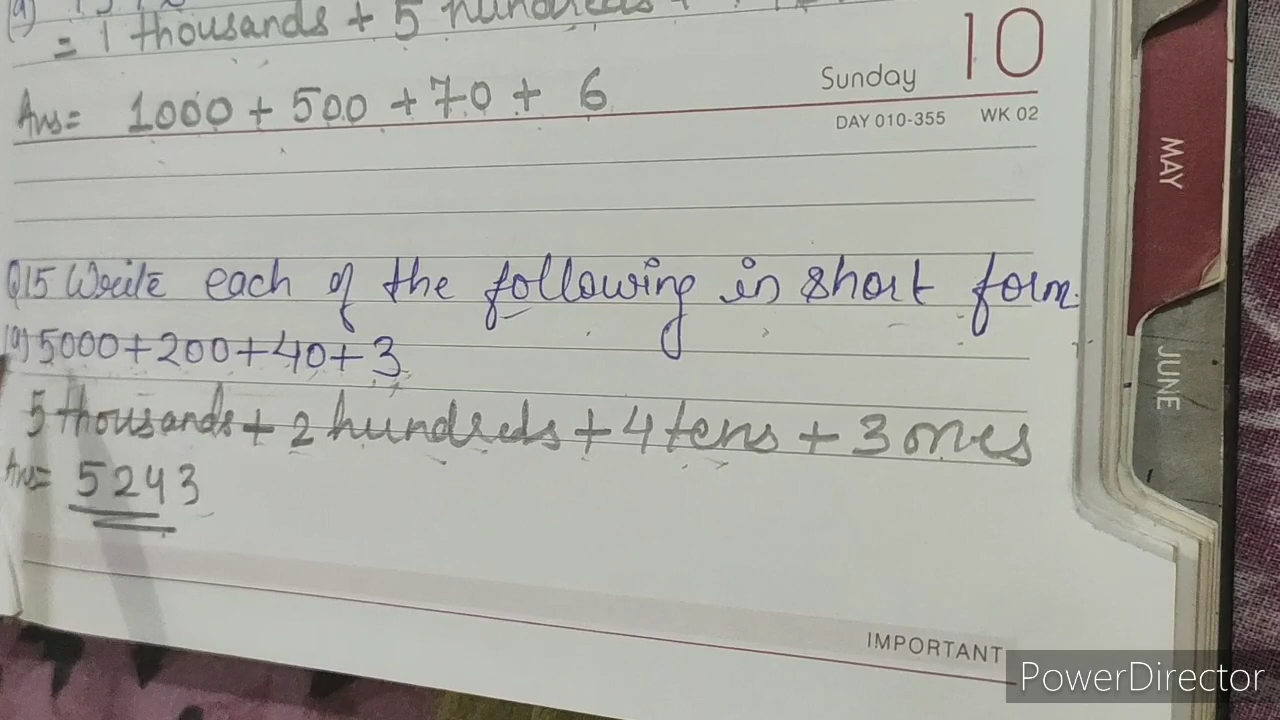 (a)
= 1 thousands + 5 hundreds +
Ans= 1000 + 500 + 70 + 6
Sunday 10
DAY 010-355 WK 02
MAY
Q15 Write each of the following in short form.
(a) 5000+200+40+3
5 thousands + 2 hundreds + 4 tens + 3 ones
Ans= 5243
JUNE
IMPORTANT
PowerDirector